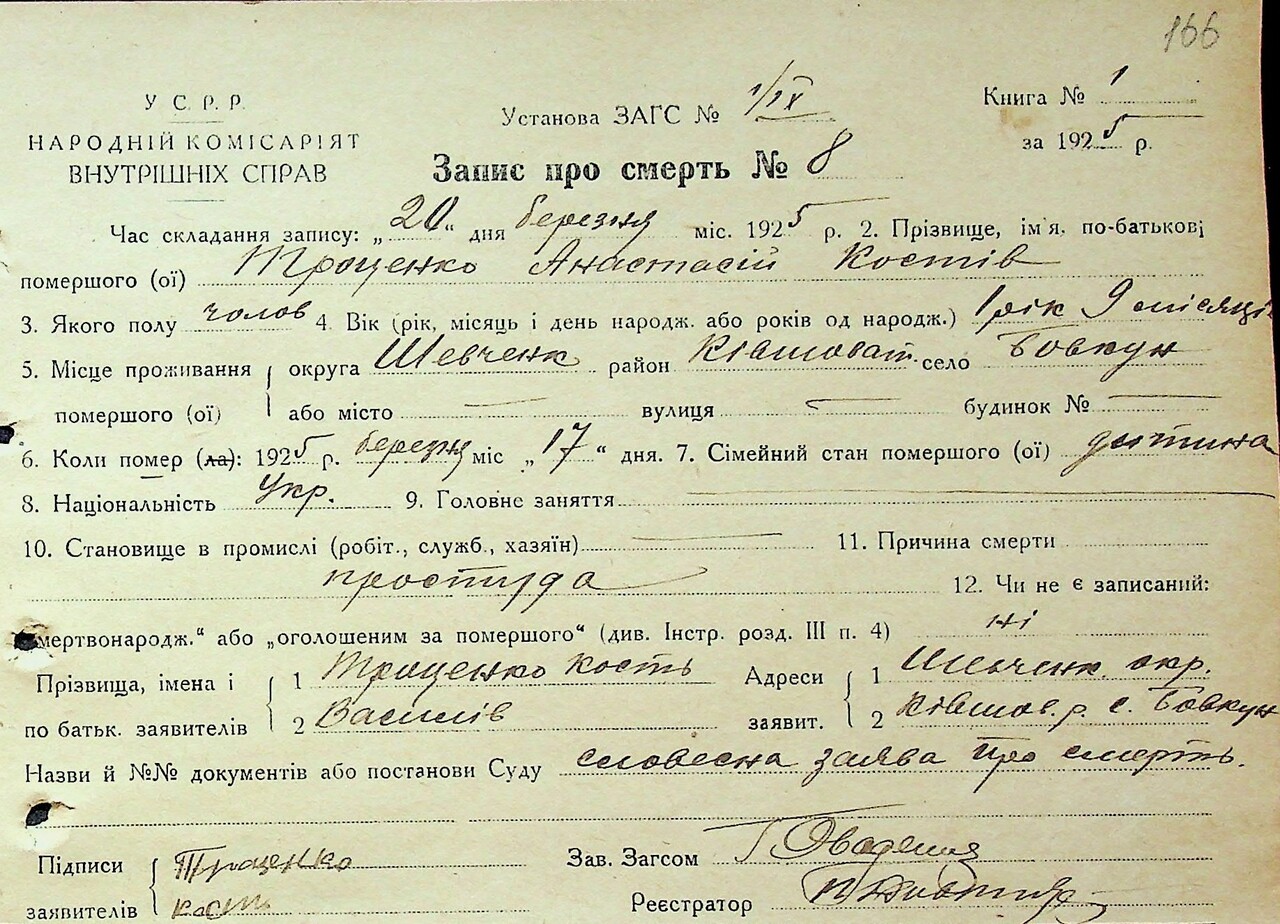 166
У С. Р. Р.
НАРОДНІЙ КОМІСАРІЯТ
ВНУТРІШНІХ СПРАВ
Установа ЗАГС № 1/ІХ
Книга № 1
за 1925 р.
Запис про смерть № 8
Час складання запису: „20“ дня березня міс. 1925 р. 2. Прізвище, ім'я, по-батькові
помершого (ої) Троценко Анастасій Костів
3. Якого полу чолов 4. Вік (рік, місяць і день народж. або років од народж.) 1 рік 9 місяців
5. Місце проживання округа Шевченк район Ківшоват. село Бовкун
помершого (ої) або місто — вулиця — будинок № —
6. Коли помер (ла): 1925 р. березня міс „17“ дня. 7. Сімейний стан помершого (ої) дитина
8. Національність Укр. 9. Головне заняття —
10. Становище в промислі (робіт., служб., хазяїн) — 11. Причина смерти
простуда 12. Чи не є записаний:
мертвонародж.“ або „оголошеним за помершого“ (див. Інстр. розд. III п. 4) ні
Прізвища, імена і 1 Троценко Кость Адреси 1 Шевченк. окр.
по батьк. заявителів 2 Василів заявит. 2 Ківшов. р. с. Бовкун
Назви й №№ документів або постанови Суду словесна заява про смерть.
Підписи Троценко Зав. Загсом
заявителів Кость Реєстратор